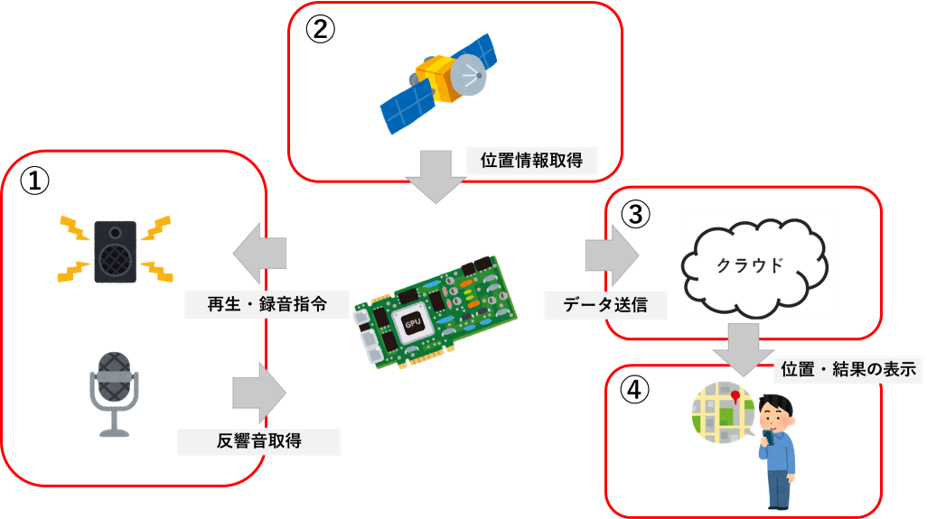 ②
位置情報取得
①
③
クラウド
再生・録音指令
GPU
データ送信
位置・結果の表示
④
反響音取得